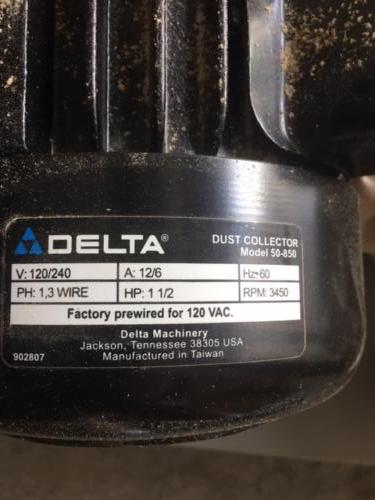 DELTA®
DUST COLLECTOR
Model 50-850
V: 120/240 A: 12/6 Hz~60
PH: 1,3 WIRE HP: 1 1/2 RPM: 3450
Factory prewired for 120 VAC.
Delta Machinery
Jackson, Tennessee 38305 USA
902807 Manufactured in Taiwan